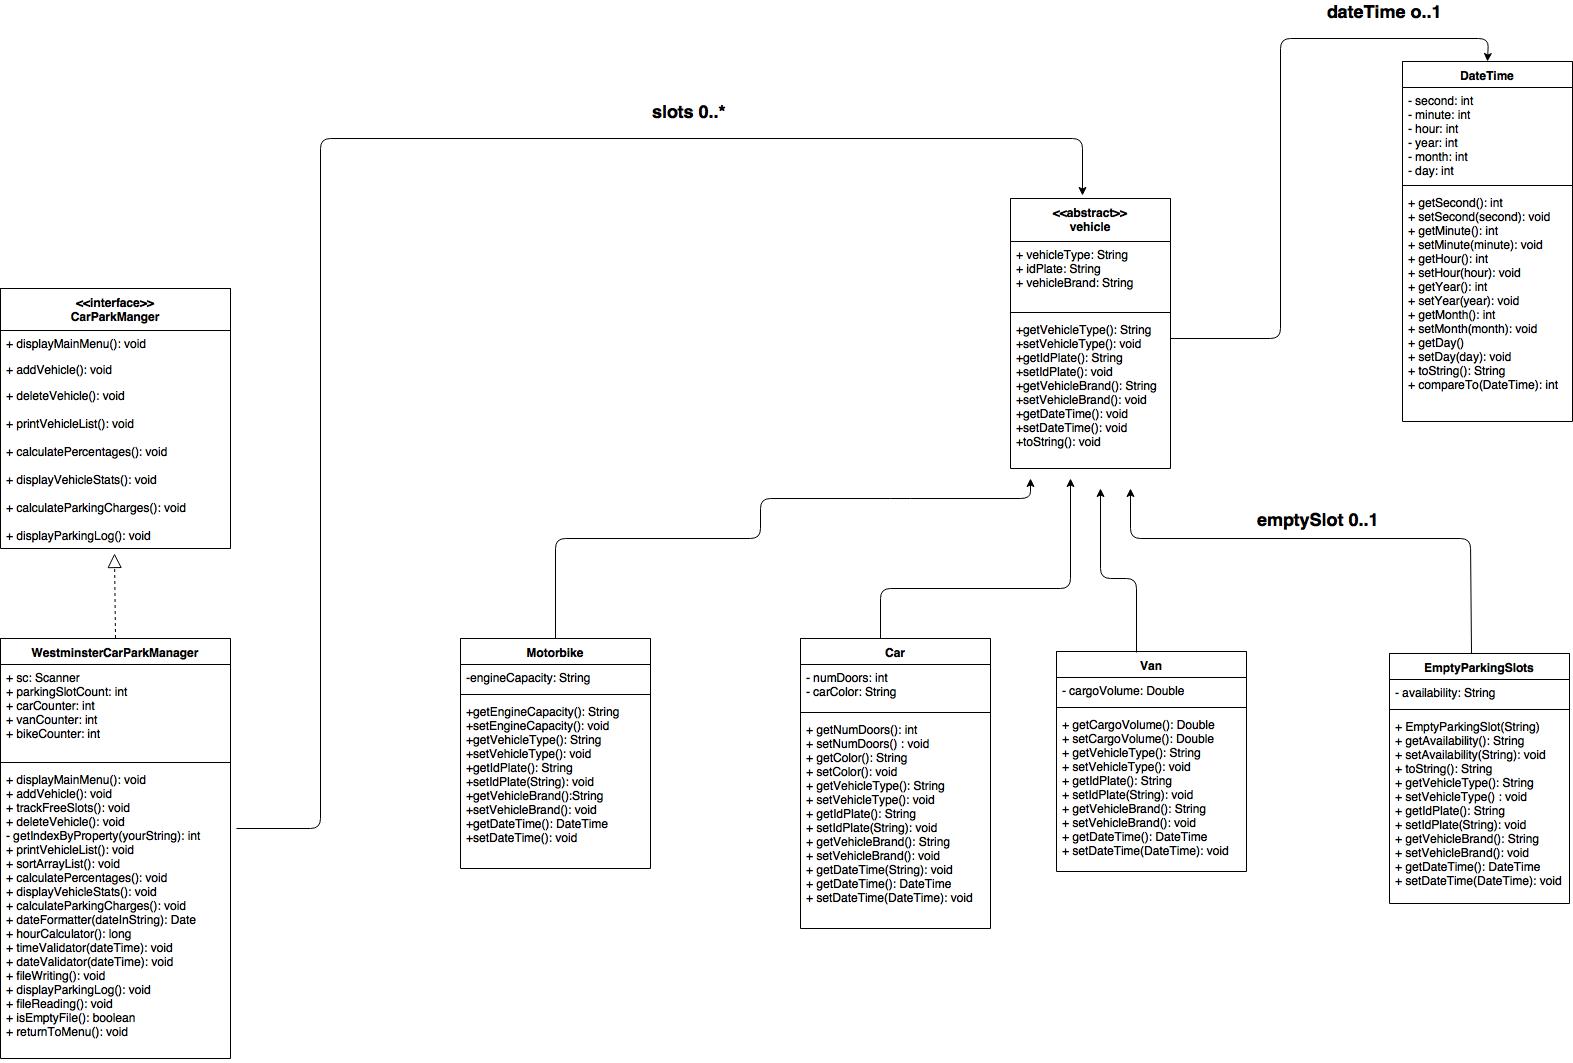 dateTime o..1
slots 0..*
DateTime
- second: int
- minute: int
- hour: int
- year: int
- month: int
- day: int
+ getSecond(): int
+ setSecond(second): void
+ getMinute(): int
+ setMinute(minute): void
+ getHour(): int
+ setHour(hour): void
+ getYear(): int
+ setYear(year): void
+ getMonth(): int
+ setMonth(month): void
+ getDay()
+ setDay(day): void
+ toString(): String
+ compareTo(DateTime): int
<<abstract>>
vehicle
+ vehicleType: String
+ idPlate: String
+ vehicleBrand: String
+getVehicleType(): String
+setVehicleType(): void
+getIdPlate(): String
+setIdPlate(): void
+getVehicleBrand(): String
+setVehicleBrand(): void
+getDateTime(): void
+setDateTime(): void
+toString(): void
<<interface>>
CarParkManger
+ displayMainMenu(): void
+ addVehicle(): void
+ deleteVehicle(): void
+ printVehicleList(): void
+ calculatePercentages(): void
+ displayVehicleStats(): void
+ calculateParkingCharges(): void
+ displayParkingLog(): void
emptySlot 0..1
WestminsterCarParkManager
+ sc: Scanner
+ parkingSlotCount: int
+ carCounter: int
+ vanCounter: int
+ bikeCounter: int
+ displayMainMenu(): void
+ addVehicle(): void
+ trackFreeSlots(): void
+ deleteVehicle(): void
- getIndexByProperty(yourString): int
+ printVehicleList(): void
+ sortArrayList(): void
+ calculatePercentages(): void
+ displayVehicleStats(): void
+ calculateParkingCharges(): void
+ dateFormatter(dateInString): Date
+ hourCalculator(): long
+ timeValidator(dateTime): void
+ dateValidator(dateTime): void
+ fileWriting(): void
+ displayParkingLog(): void
+ fileReading(): void
+ isEmptyFile(): boolean
+ returnToMenu(): void
Motorbike
-engineCapacity: String
+getEngineCapacity(): String
+setEngineCapacity(): void
+getVehicleType(): String
+setVehicleType(): void
+getIdPlate(): String
+setIdPlate(String): void
+getVehicleBrand():String
+setVehicleBrand(): void
+getDateTime(): DateTime
+setDateTime(): void
Car
- numDoors: int
- carColor: String
+ getNumDoors(): int
+ setNumDoors() : void
+ getColor(): String
+ setColor(): void
+ getVehicleType(): String
+ setVehicleType(): void
+ getIdPlate(): String
+ setIdPlate(String): void
+ getVehicleBrand(): String
+ setVehicleBrand(): void
+ getDateTime(String): void
+ getDateTime(): DateTime
+ setDateTime(DateTime): void
Van
- cargoVolume: Double
+ getCargoVolume(): Double
+ setCargoVolume(): Double
+ getVehicleType(): String
+ setVehicleType(): void
+ getIdPlate(): String
+ setIdPlate(String): void
+ getVehicleBrand(): String
+ setVehicleBrand(): void
+ getDateTime(): DateTime
+ setDateTime(DateTime): void
EmptyParkingSlots
- availability: String
+ EmptyParkingSlot(String)
+ getAvailability(): String
+ setAvailability(String): void
+ toString(): String
+ getVehicleType(): String
+ setVehicleType() : void
+ getIdPlate(): String
+ setIdPlate(String): void
+ getVehicleBrand(): String
+ setVehicleBrand(): void
+ getDateTime(): DateTime
+ setDateTime(DateTime): void